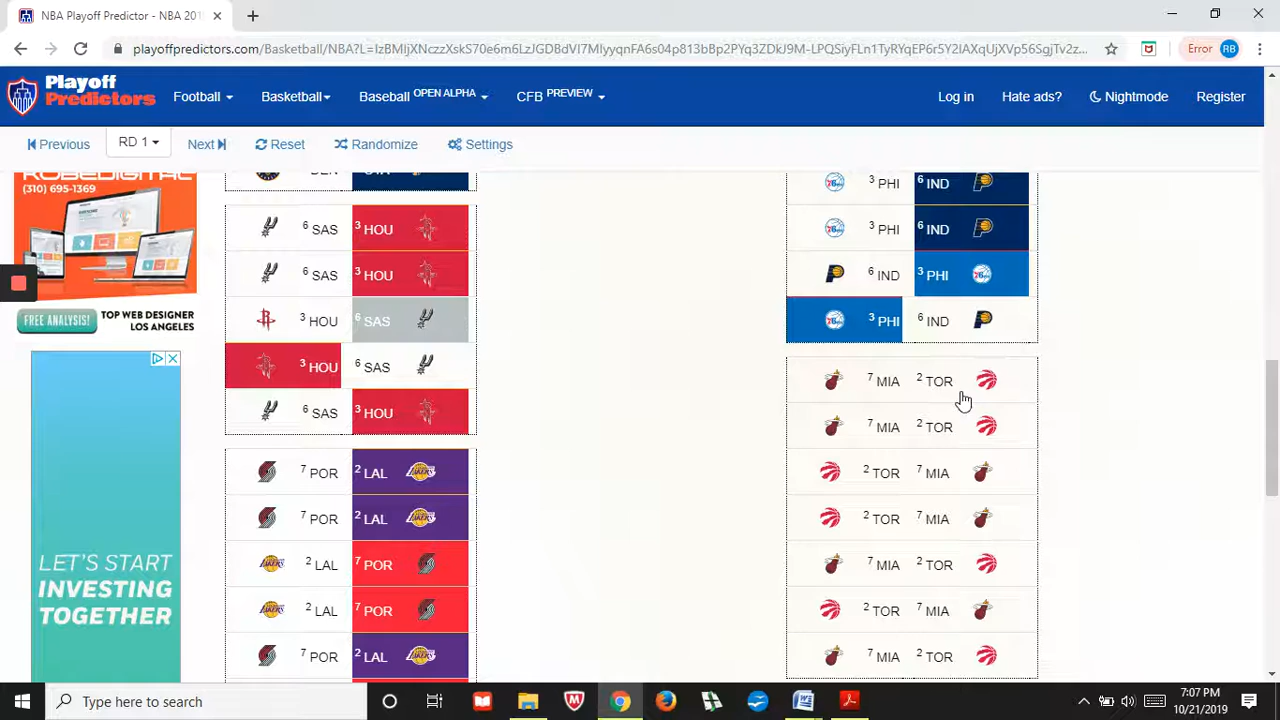 NBA Playoff Predictor - NBA 201
playoffpredictors.com/Basketball/NBA?L=IzBMIjXNczzXskS70e6m6LzJGDBdVI7MlyyqnFA6s04p813bBp2PYq3ZDkJ9M-LPQSiyFLn1TyRYqEP6r5Y2IAXqUjXVp56SgjTv2z...
Error RB
Playoff Predictors
Football Basketball Baseball OPEN ALPHA CFB PREVIEW Log in Hate ads? Nightmode Register
Previous RD 1 Next Reset Randomize Settings
(310) 695-1369
FREE ANALYSIS!
TOP WEB DESIGNER
LOS ANGELES
LET'S START
INVESTING
TOGETHER
6 SAS 3 HOU
6 SAS 3 HOU
3 HOU 6 SAS
3 HOU 6 SAS
6 SAS 3 HOU
7 POR 2 LAL
7 POR 2 LAL
2 LAL 7 POR
2 LAL 7 POR
7 POR 2 LAL
3 PHI 6 IND
3 PHI 6 IND
6 IND 3 PHI
3 PHI 6 IND
7 MIA 2 TOR
7 MIA 2 TOR
2 TOR 7 MIA
2 TOR 7 MIA
7 MIA 2 TOR
2 TOR 7 MIA
7 MIA 2 TOR
Type here to search
7:07 PM
10/21/2019